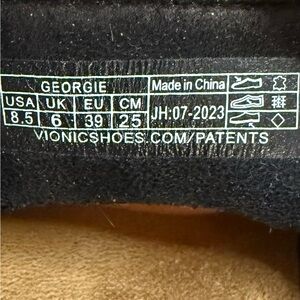 GEORGIE
USA UK EU CM
8.5 6 39 25
Made in China
JH:07-2023
VIONICSHOES.COM/PATENTS